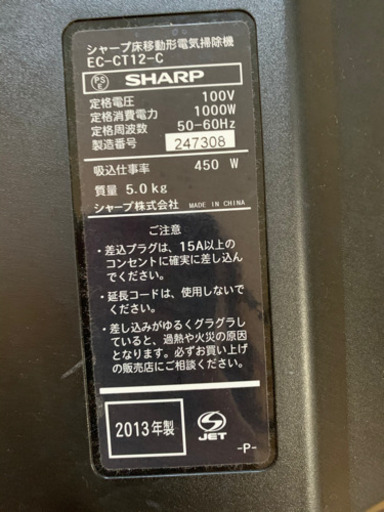 シャープ床移動形電気掃除機
EC-CT12-C
PS E SHARP
定格電圧 100V
定格消費電力 1000W
定格周波数 50-60Hz
製造番号 247308
吸込仕事率 450 W
質量 5.0kg
シャープ株式会社 MADE IN CHINA
ご注意
・差込プラグは、15A以上の
コンセントに確実に差し込ん
でください。
・延長コードは、使用しないで
ください。
・差し込みがゆるくグラグラ
していると、過熱や火災の原因
となります。必ずお買い上げ
の販売店にご相談ください。
2013年製
S JET
-P-